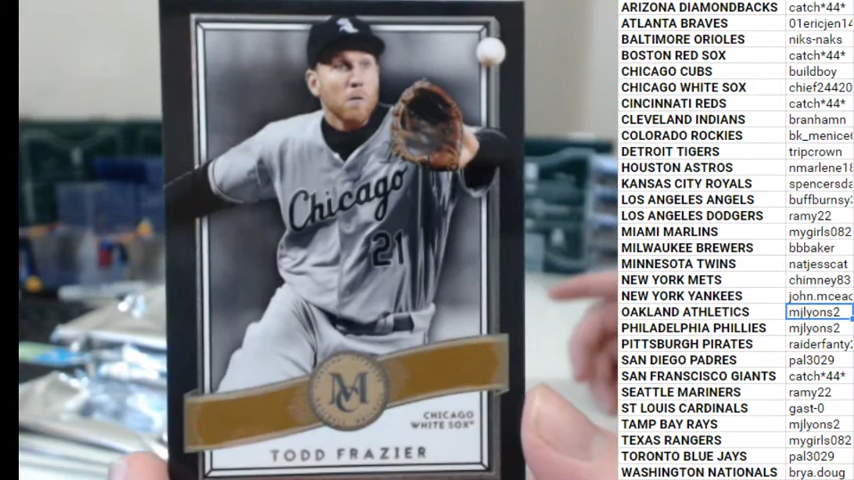 Chicago
21
MC
CHICAGO
WHITE SOX
TODD FRAZIER
ARIZONA DIAMONDBACKS catch*44*
ATLANTA BRAVES 01ericjen14
BALTIMORE ORIOLES niks-naks
BOSTON RED SOX catch*44*
CHICAGO CUBS buildboy
CHICAGO WHITE SOX chief24420
CINCINNATI REDS catch*44*
CLEVELAND INDIANS branhamn
COLORADO ROCKIES bk_menice
DETROIT TIGERS tripcrown
HOUSTON ASTROS nmarlene18
KANSAS CITY ROYALS spencersda
LOS ANGELES ANGELS buffburnsy
LOS ANGELES DODGERS ramy22
MIAMI MARLINS mygirls082
MILWAUKEE BREWERS bbbaker
MINNESOTA TWINS natjesscat
NEW YORK METS chimney83
NEW YORK YANKEES john.mceac
OAKLAND ATHLETICS mjlyons2
PHILADELPHIA PHILLIES mjlyons2
PITTSBURGH PIRATES raiderfanty
SAN DIEGO PADRES pal3029
SAN FRANSCISCO GIANTS catch*44*
SEATTLE MARINERS ramy22
ST LOUIS CARDINALS gast-0
TAMPA BAY RAYS mjlyons2
TEXAS RANGERS mygirls082
TORONTO BLUE JAYS pal3029
WASHINGTON NATIONALS brya.doug